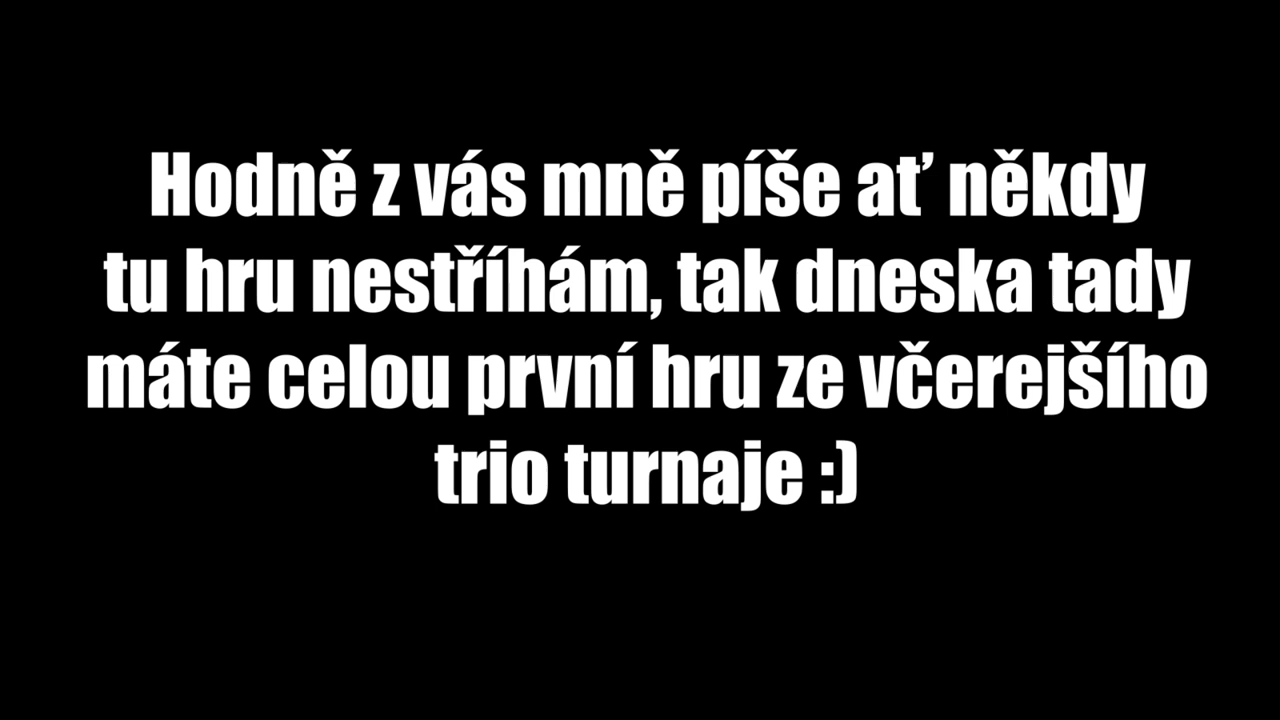 Hodně z vás mně píše ať někdy
tu hru nestříhám, tak dneska tady
máte celou první hru ze včerejšího
trio turnaje :)